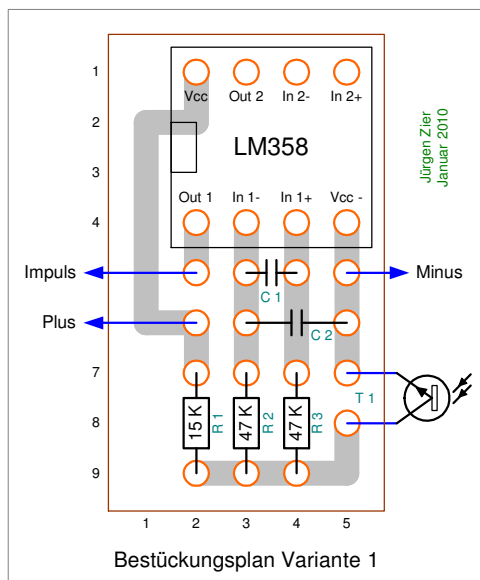 1
Vcc
Out 2
In 2-
In 2+
2
LM358
3
Jürgen Zier
Januar 2010
Out 1
In 1-
In 1+
Vcc -
4
Impuls
C 1
Minus
Plus
C 2
7
T 1
15 K
R 1
47 K
R 2
47 K
R 3
8
9
1
2
3
4
5
Bestückungsplan Variante 1